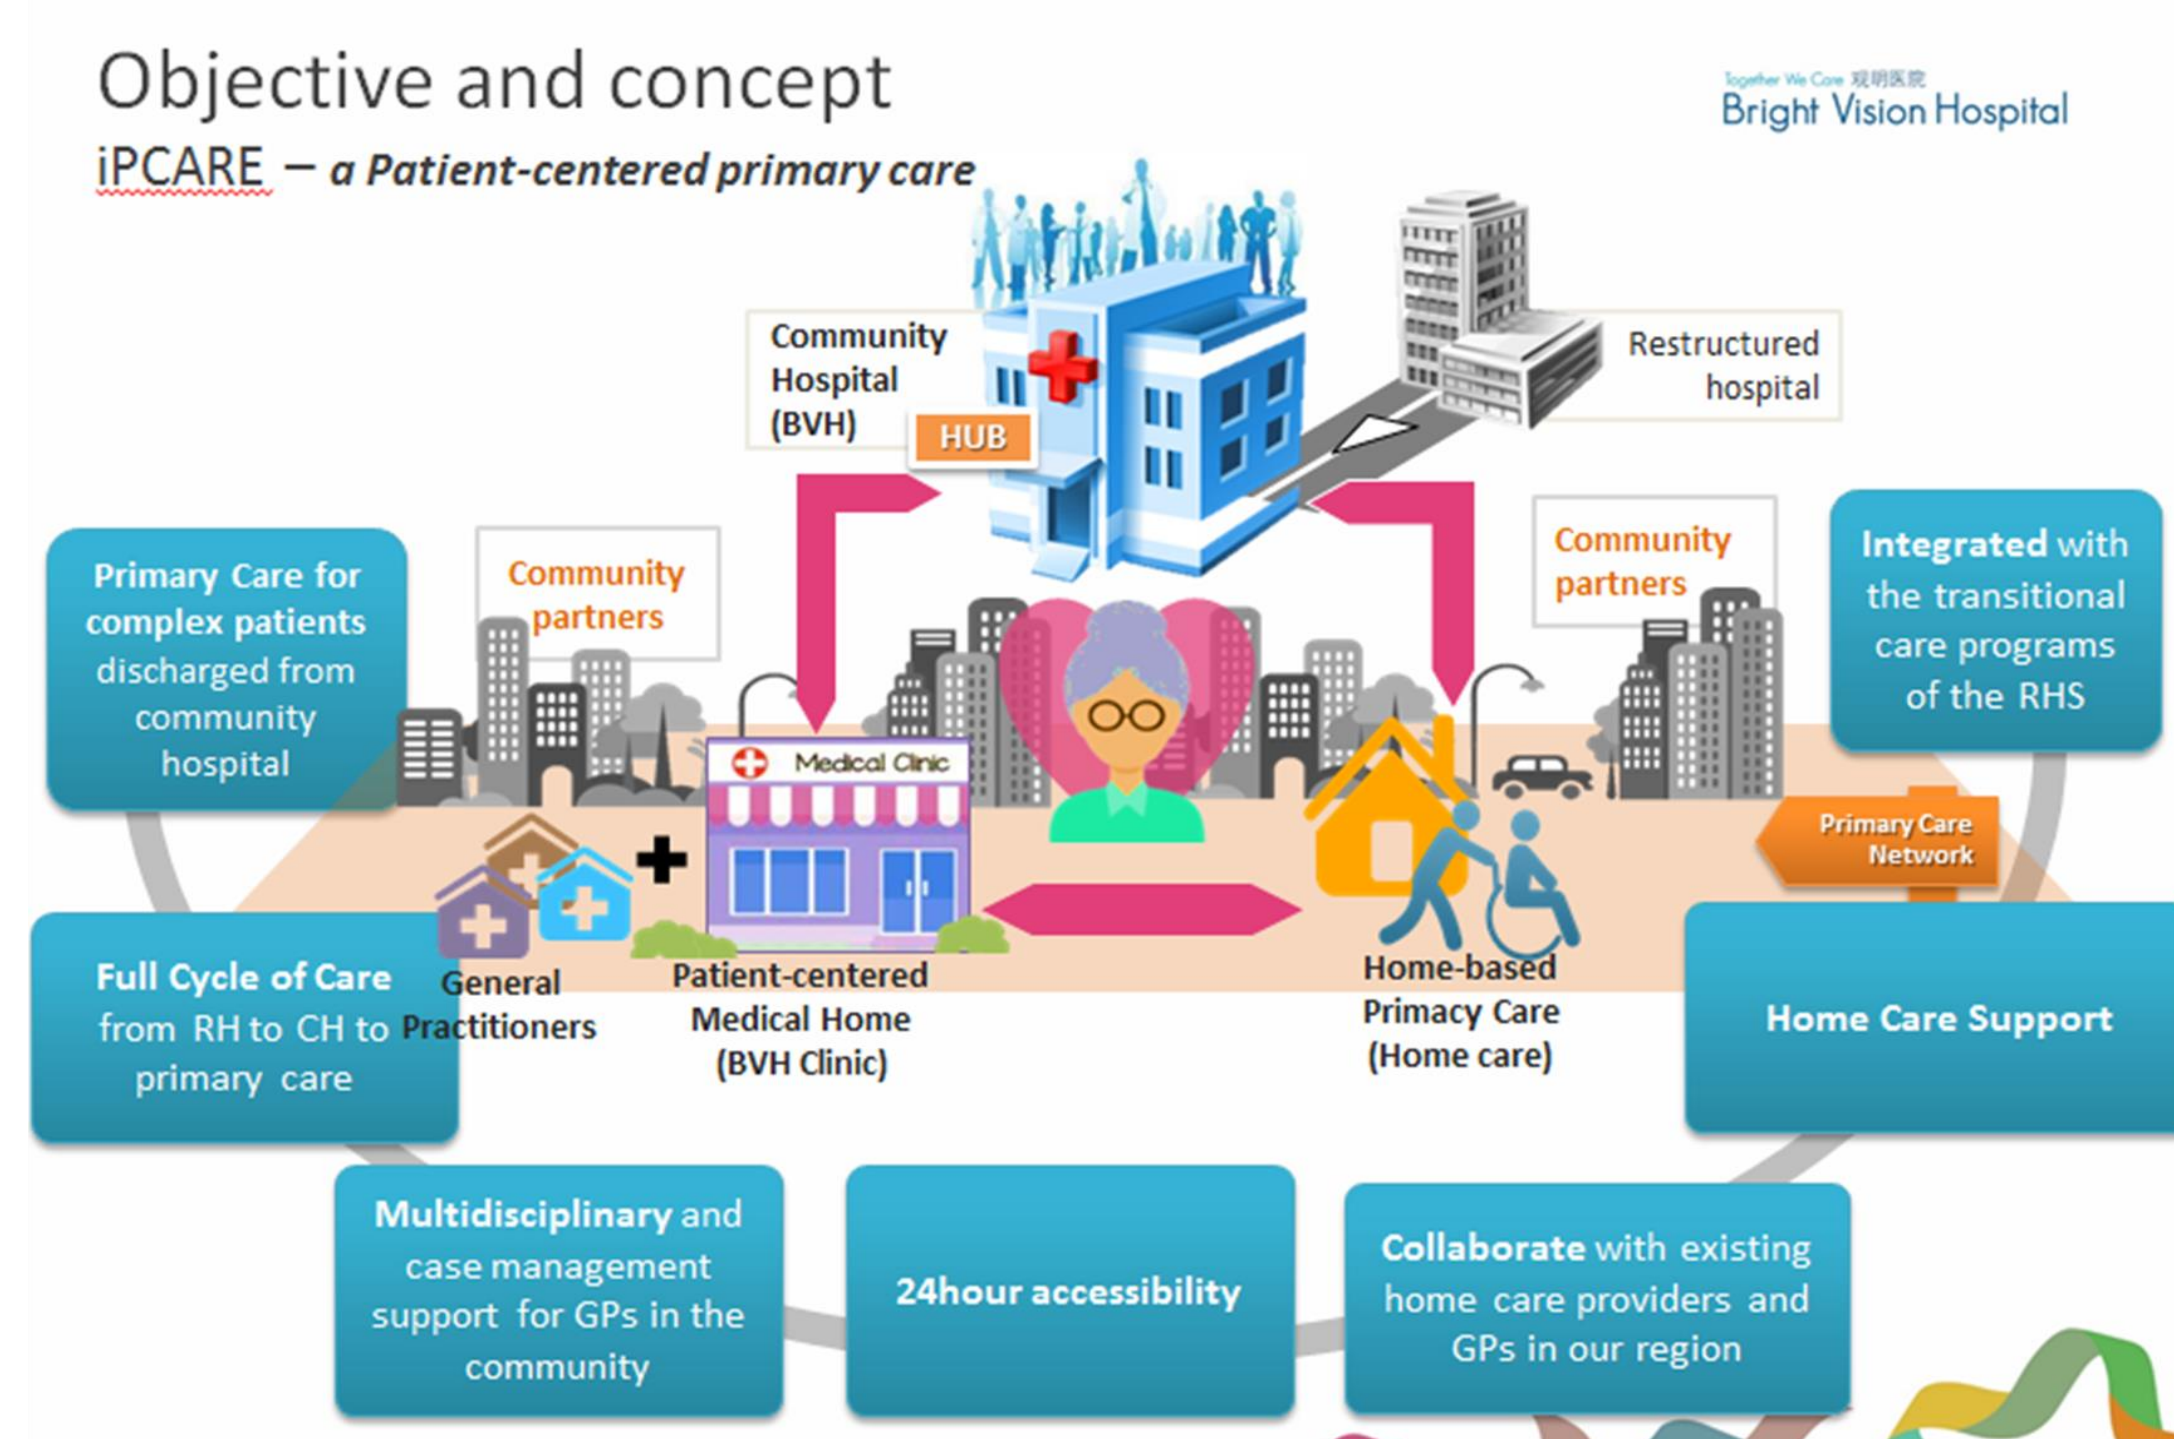 Objective and concept
iPCARE – a Patient-centered primary care
Together We Care 观明医院
Bright Vision Hospital
Community
Hospital
(BVH)
HUB
Restructured
hospital
Primary Care for
complex patients
discharged from
community
hospital
Community
partners
Community
partners
Integrated with
the transitional
care programs
of the RHS
Medical Clinic
Primary Care
Network
Full Cycle of Care
from RH to CH to
primary care
General
Practitioners
Patient-centered
Medical Home
(BVH Clinic)
Home-based
Primacy Care
(Home care)
Home Care Support
Multidisciplinary and
case management
support for GPs in the
community
24hour accessibility
Collaborate with existing
home care providers and
GPs in our region